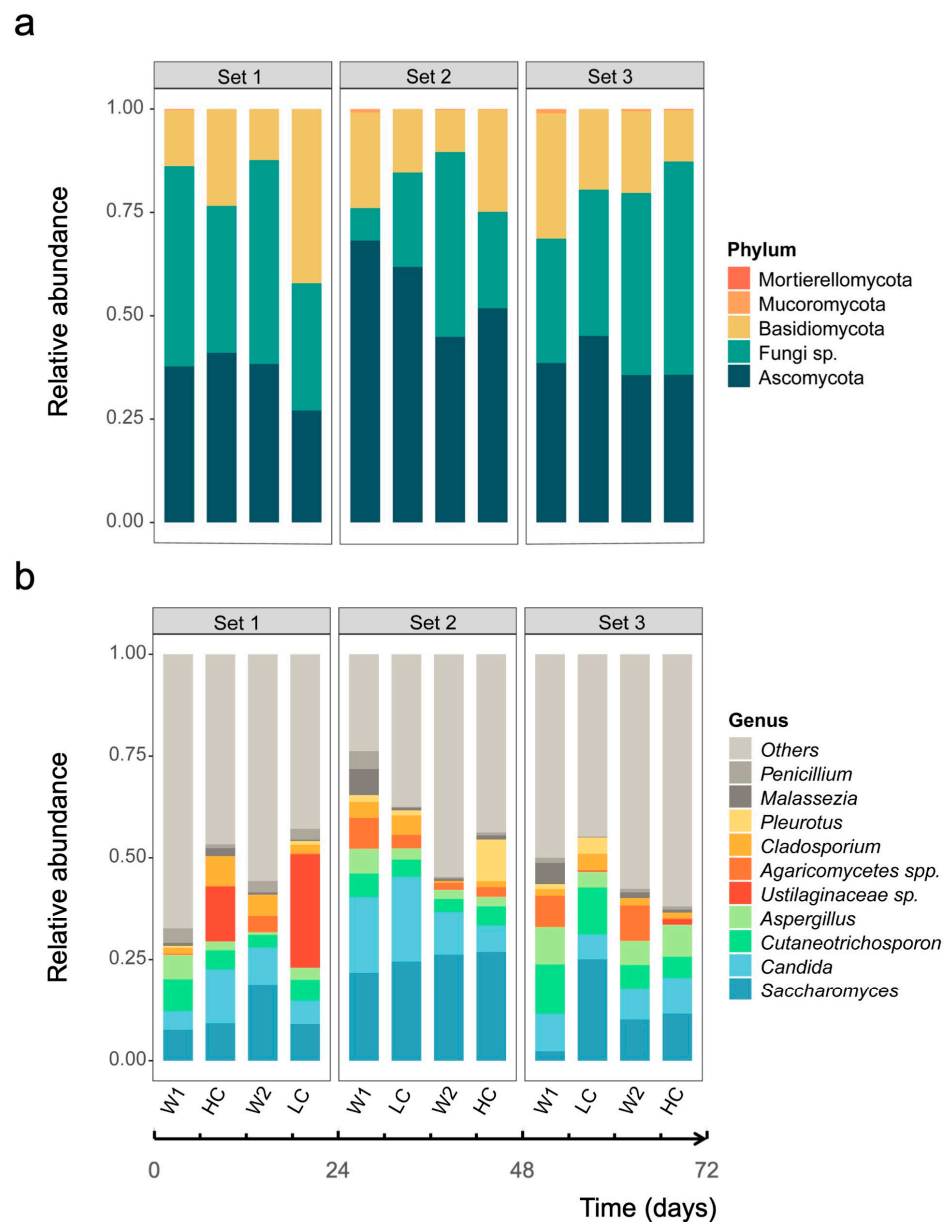 a
Set 1 Set 2 Set 3
1.00
0.75
0.50
0.25
0.00
Relative abundance
Phylum
Mortierellomycota
Mucoromycota
Basidiomycota
Fungi sp.
Ascomycota
b
Set 1 Set 2 Set 3
1.00
0.75
0.50
0.25
0.00
Relative abundance
Genus
Others
Penicillium
Malassezia
Pleurotus
Cladosporium
Agaricomycetes spp.
Ustilaginaceae sp.
Aspergillus
Cutaneotrichosporon
Candida
Saccharomyces
W1 HC W2 LC W1 LC W2 HC W1 LC W2 HC
0 24 48 72
Time (days)